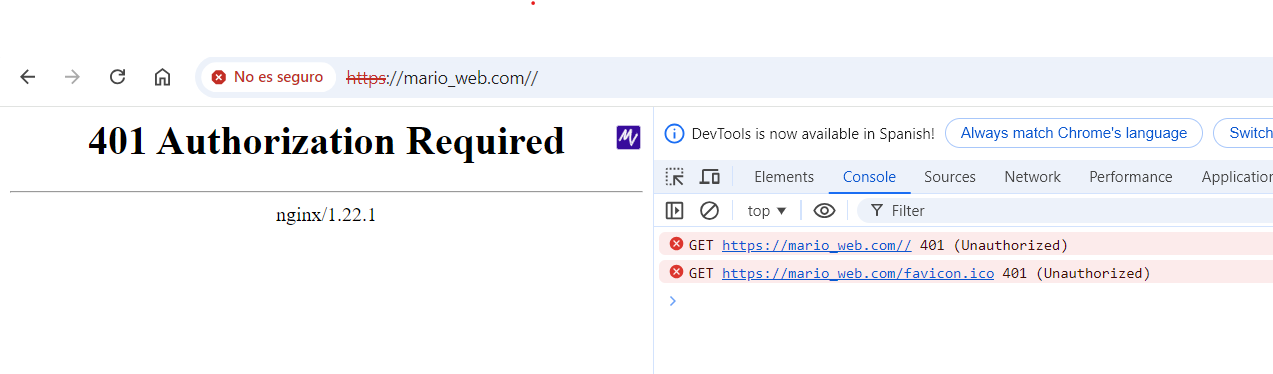 No es seguro https://mario_web.com//
401 Authorization Required
nginx/1.22.1
DevTools is now available in Spanish! Always match Chrome's language Switch
Elements Console Sources Network Performance Application
top ▼ Filter
GET https://mario_web.com// 401 (Unauthorized)
GET https://mario_web.com/favicon.ico 401 (Unauthorized)